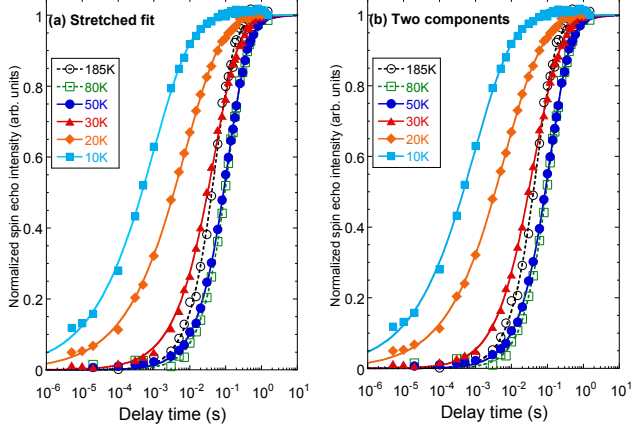 (a) Stretched fit
Normalized spin echo intensity (arb. units)
1
0.8
0.6
0.4
0.2
0
185K
80K
50K
30K
20K
10K
10⁻⁶ 10⁻⁵ 10⁻⁴ 10⁻³ 10⁻² 10⁻¹ 10⁰ 10¹
Delay time (s)
(b) Two components
Normalized spin echo intensity (arb. units)
1
0.8
0.6
0.4
0.2
0
185K
80K
50K
30K
20K
10K
10⁻⁶ 10⁻⁵ 10⁻⁴ 10⁻³ 10⁻² 10⁻¹ 10⁰ 10¹
Delay time (s)